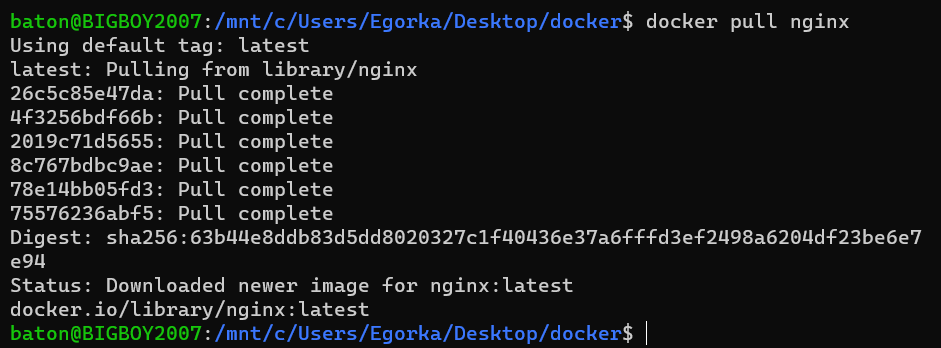 baton@BIGBOY2007:/mnt/c/Users/Egorka/Desktop/docker$ docker pull nginx
Using default tag: latest
latest: Pulling from library/nginx
26c5c85e47da: Pull complete
4f3256bdf66b: Pull complete
2019c71d5655: Pull complete
8c767bdbc9ae: Pull complete
78e14bb05fd3: Pull complete
75576236abf5: Pull complete
Digest: sha256:63b44e8ddb83d5dd8020327c1f40436e37a6fffd3ef2498a6204df23be6e7
e94
Status: Downloaded newer image for nginx:latest
docker.io/library/nginx:latest
baton@BIGBOY2007:/mnt/c/Users/Egorka/Desktop/docker$